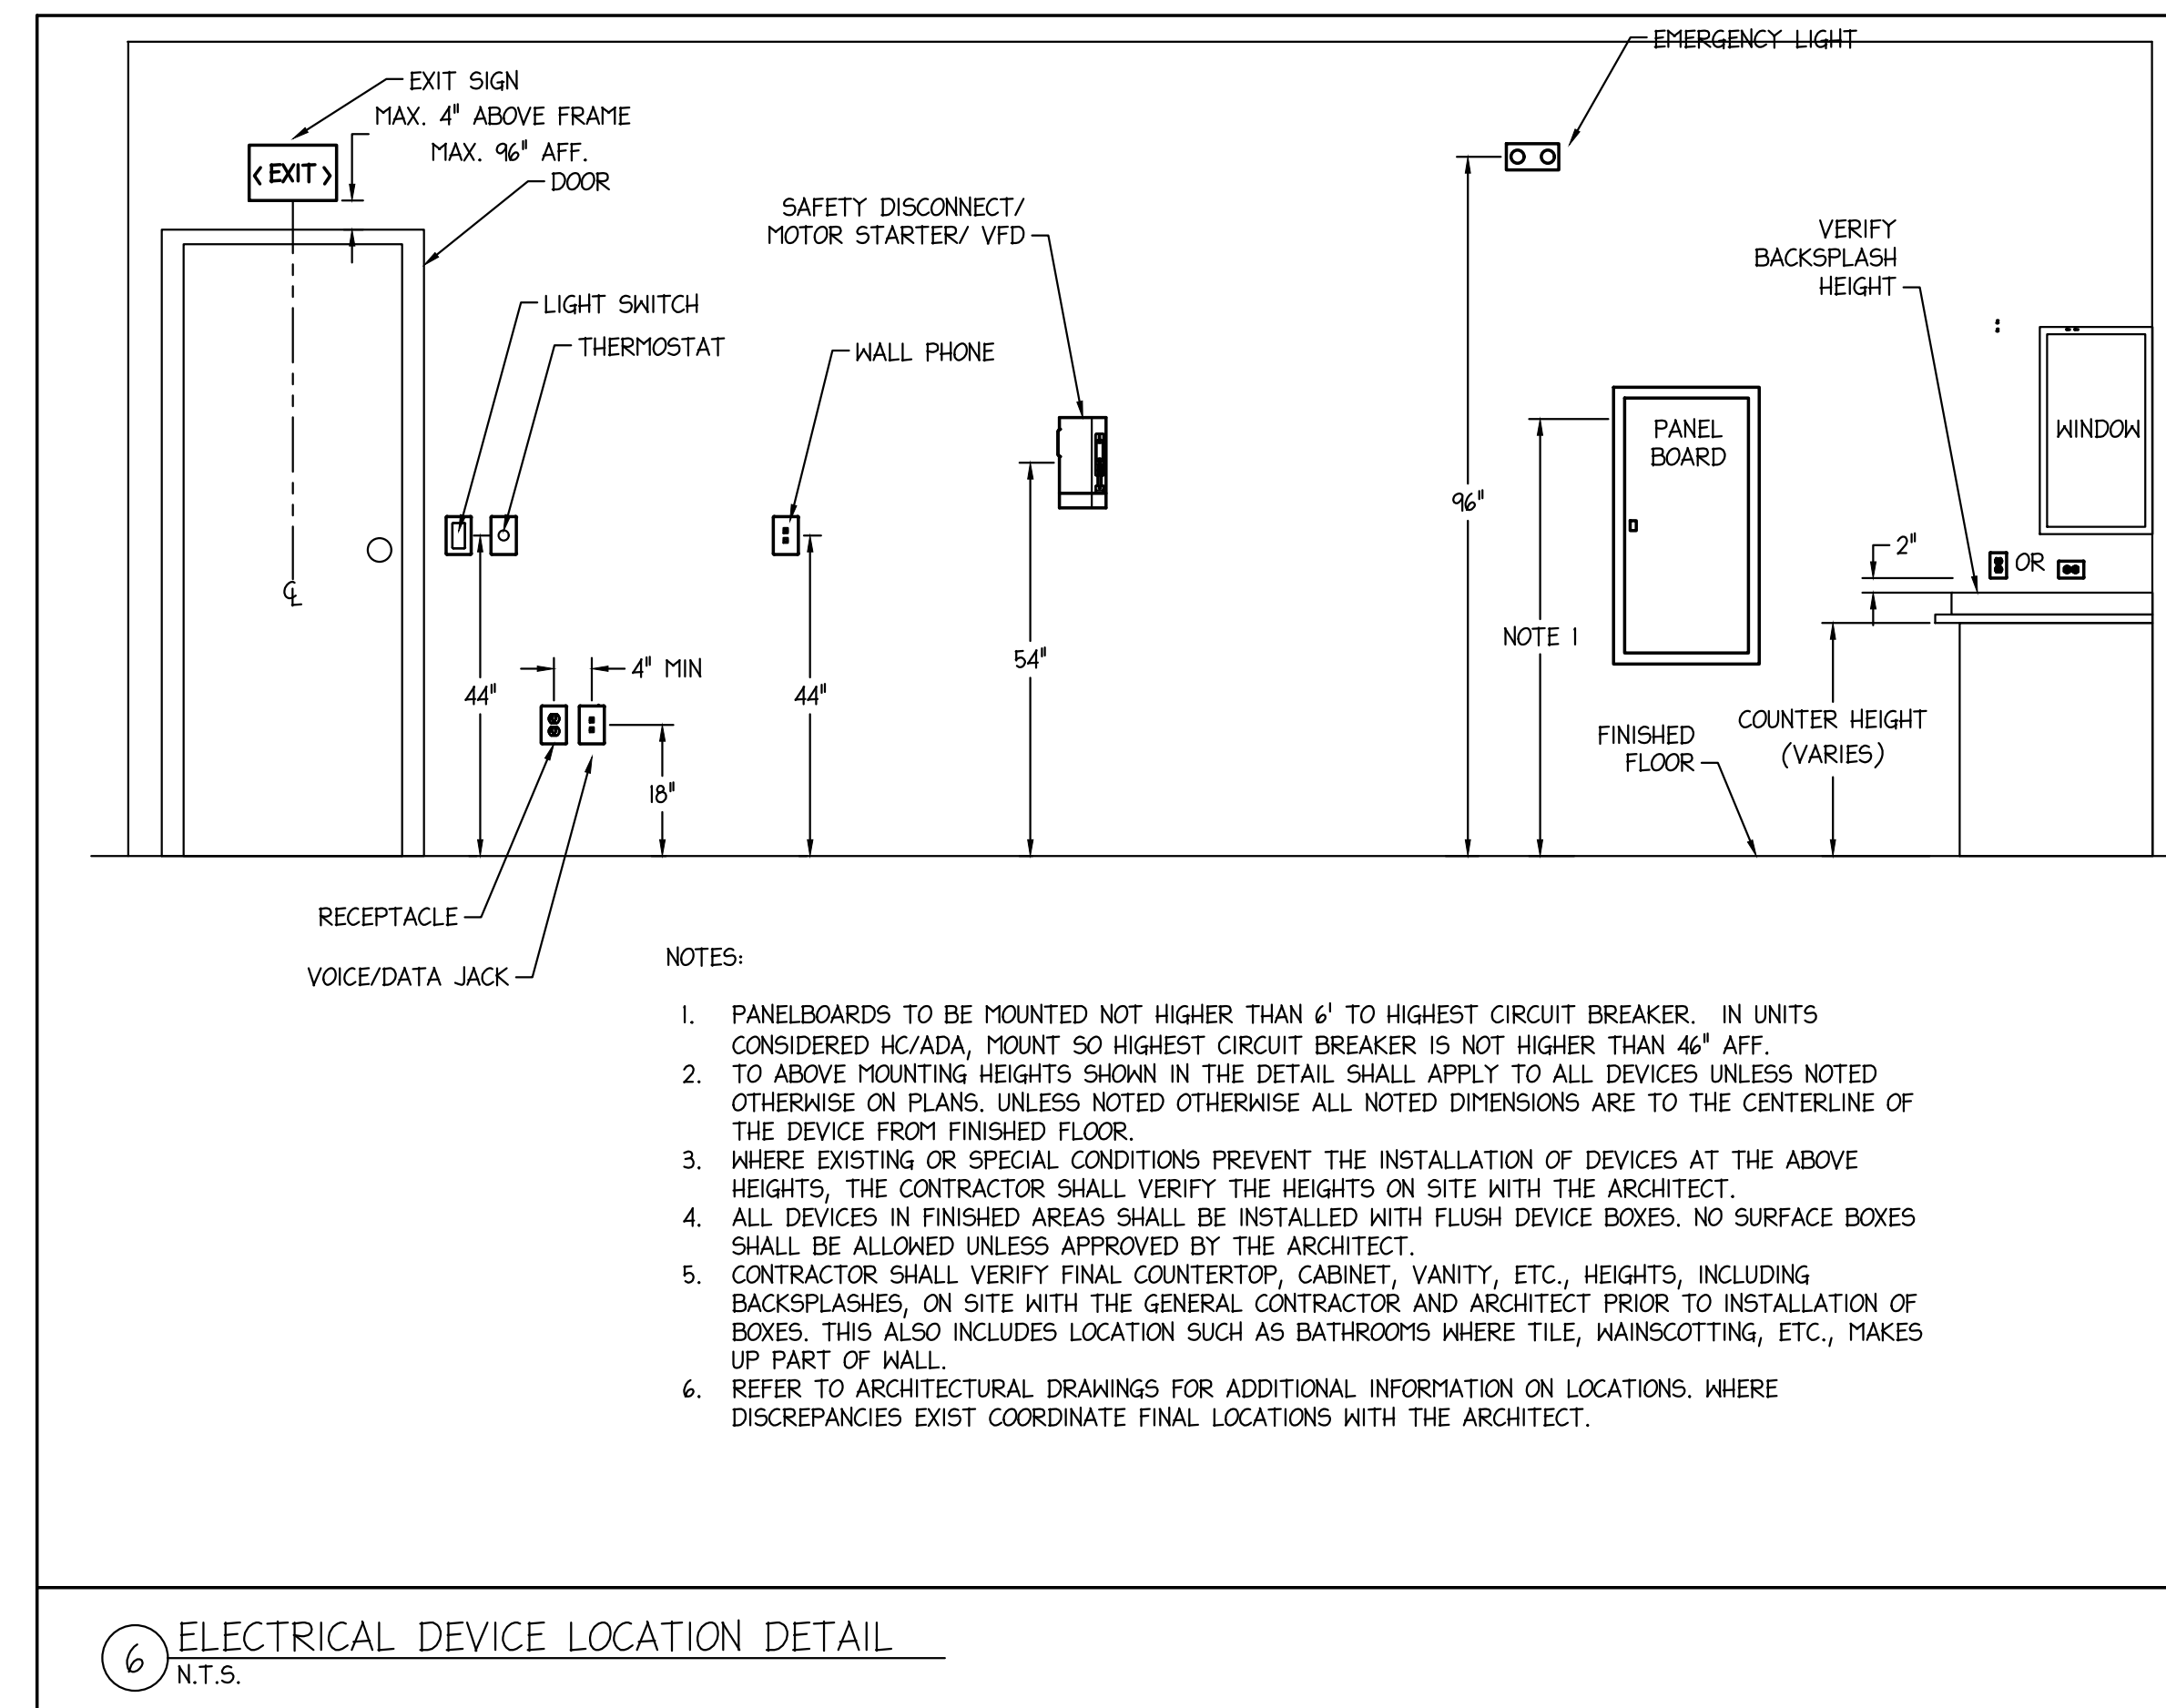 EMERGENCY LIGHT
EXIT SIGN
MAX. 4" ABOVE FRAME
MAX. 96" AFF.
<EXIT>
DOOR
SAFETY DISCONNECT/
MOTOR STARTER/ VFD
VERIFY
BACKSPLASH
HEIGHT
LIGHT SWITCH
THERMOSTAT
WALL PHONE
PANEL
BOARD
WINDOW
96"
2"
OR
℄
NOTE 1
54"
4" MIN
44"
44"
COUNTER HEIGHT
(VARIES)
FINISHED
FLOOR
18"
RECEPTACLE
VOICE/DATA JACK
NOTES:
1. PANELBOARDS TO BE MOUNTED NOT HIGHER THAN 6' TO HIGHEST CIRCUIT BREAKER. IN UNITS
CONSIDERED HC/ADA, MOUNT SO HIGHEST CIRCUIT BREAKER IS NOT HIGHER THAN 46" AFF.
2. TO ABOVE MOUNTING HEIGHTS SHOWN IN THE DETAIL SHALL APPLY TO ALL DEVICES UNLESS NOTED
OTHERWISE ON PLANS. UNLESS NOTED OTHERWISE ALL NOTED DIMENSIONS ARE TO THE CENTERLINE OF
THE DEVICE FROM FINISHED FLOOR.
3. WHERE EXISTING OR SPECIAL CONDITIONS PREVENT THE INSTALLATION OF DEVICES AT THE ABOVE
HEIGHTS, THE CONTRACTOR SHALL VERIFY THE HEIGHTS ON SITE WITH THE ARCHITECT.
4. ALL DEVICES IN FINISHED AREAS SHALL BE INSTALLED WITH FLUSH DEVICE BOXES. NO SURFACE BOXES
SHALL BE ALLOWED UNLESS APPROVED BY THE ARCHITECT.
5. CONTRACTOR SHALL VERIFY FINAL COUNTERTOP, CABINET, VANITY, ETC., HEIGHTS, INCLUDING
BACKSPLASHES, ON SITE WITH THE GENERAL CONTRACTOR AND ARCHITECT PRIOR TO INSTALLATION OF
BOXES. THIS ALSO INCLUDES LOCATION SUCH AS BATHROOMS WHERE TILE, WAINSCOTTING, ETC., MAKES
UP PART OF WALL.
6. REFER TO ARCHITECTURAL DRAWINGS FOR ADDITIONAL INFORMATION ON LOCATIONS. WHERE
DISCREPANCIES EXIST COORDINATE FINAL LOCATIONS WITH THE ARCHITECT.
6 ELECTRICAL DEVICE LOCATION DETAIL
N.T.S.